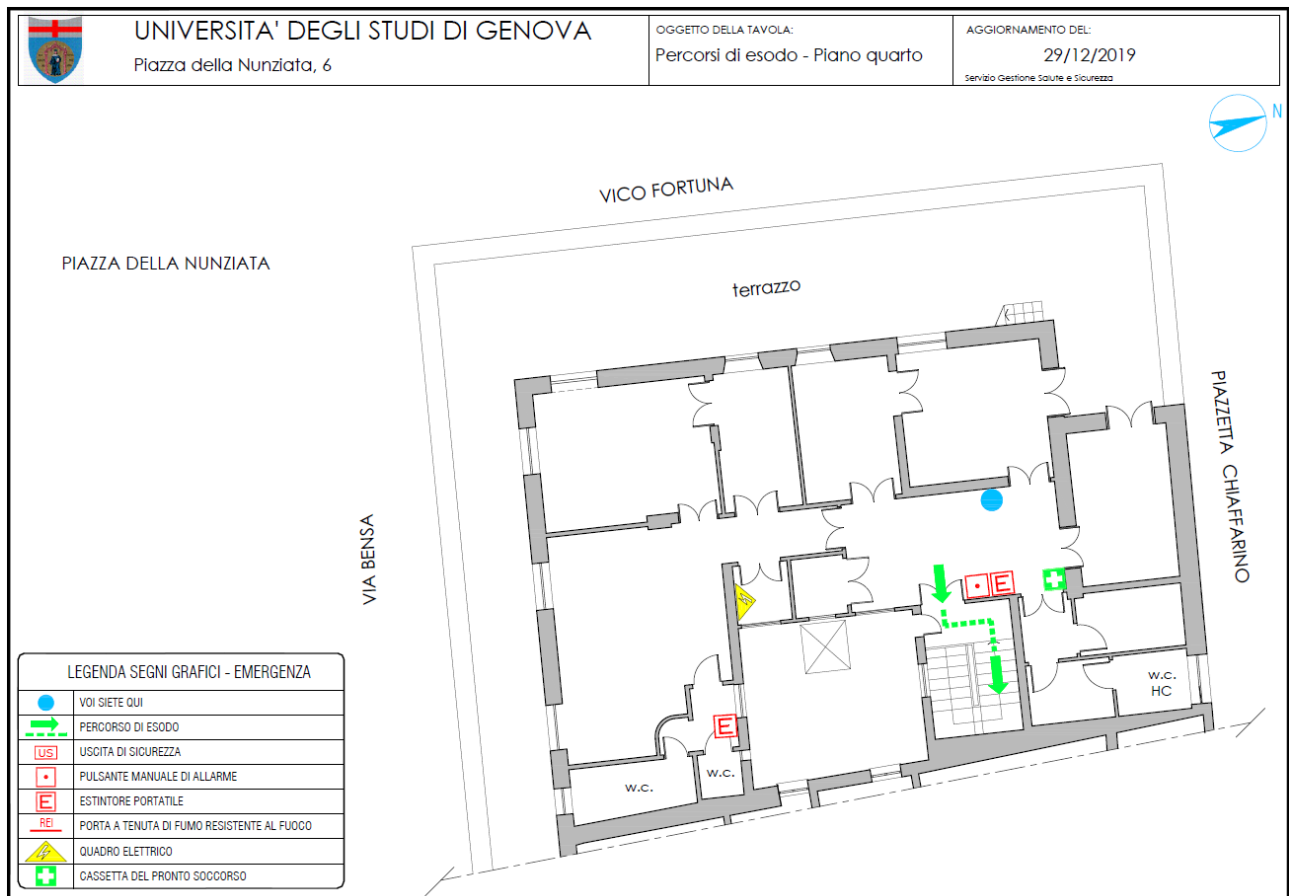 UNIVERSITA' DEGLI STUDI DI GENOVA
Piazza della Nunziata, 6
OGGETTO DELLA TAVOLA:
Percorsi di esodo - Piano quarto
AGGIORNAMENTO DEL:
29/12/2019
Servizio Gestione Salute e Sicurezza
N
VICO FORTUNA
PIAZZA DELLA NUNZIATA
terrazzo
PIAZZETTA CHIAFFARINO
VIA BENSA
E
E
w.c.
HC
w.c.
w.c.
LEGENDA SEGNI GRAFICI - EMERGENZA
VOI SIETE QUI
PERCORSO DI ESODO
US USCITA DI SICUREZZA
PULSANTE MANUALE DI ALLARME
E ESTINTORE PORTATILE
REI PORTA A TENUTA DI FUMO RESISTENTE AL FUOCO
QUADRO ELETTRICO
CASSETTA DEL PRONTO SOCCORSO